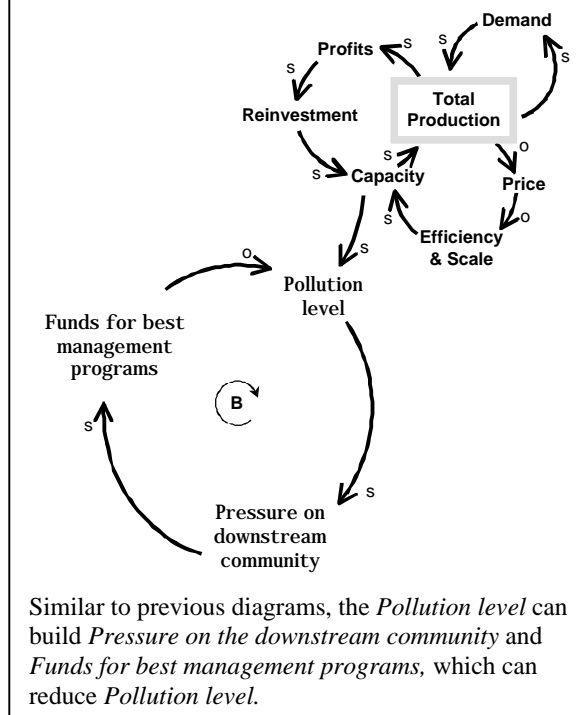 Demand
s
s
Profits
s
s
Total
Production
Reinvestment
s
s
o
Capacity
Price
s
o
Efficiency
& Scale
s
o
Pollution
level
Funds for best
management
programs
B
s
s
Pressure on
downstream
community
Similar to previous diagrams, the Pollution level can
build Pressure on the downstream community and
Funds for best management programs, which can
reduce Pollution level.